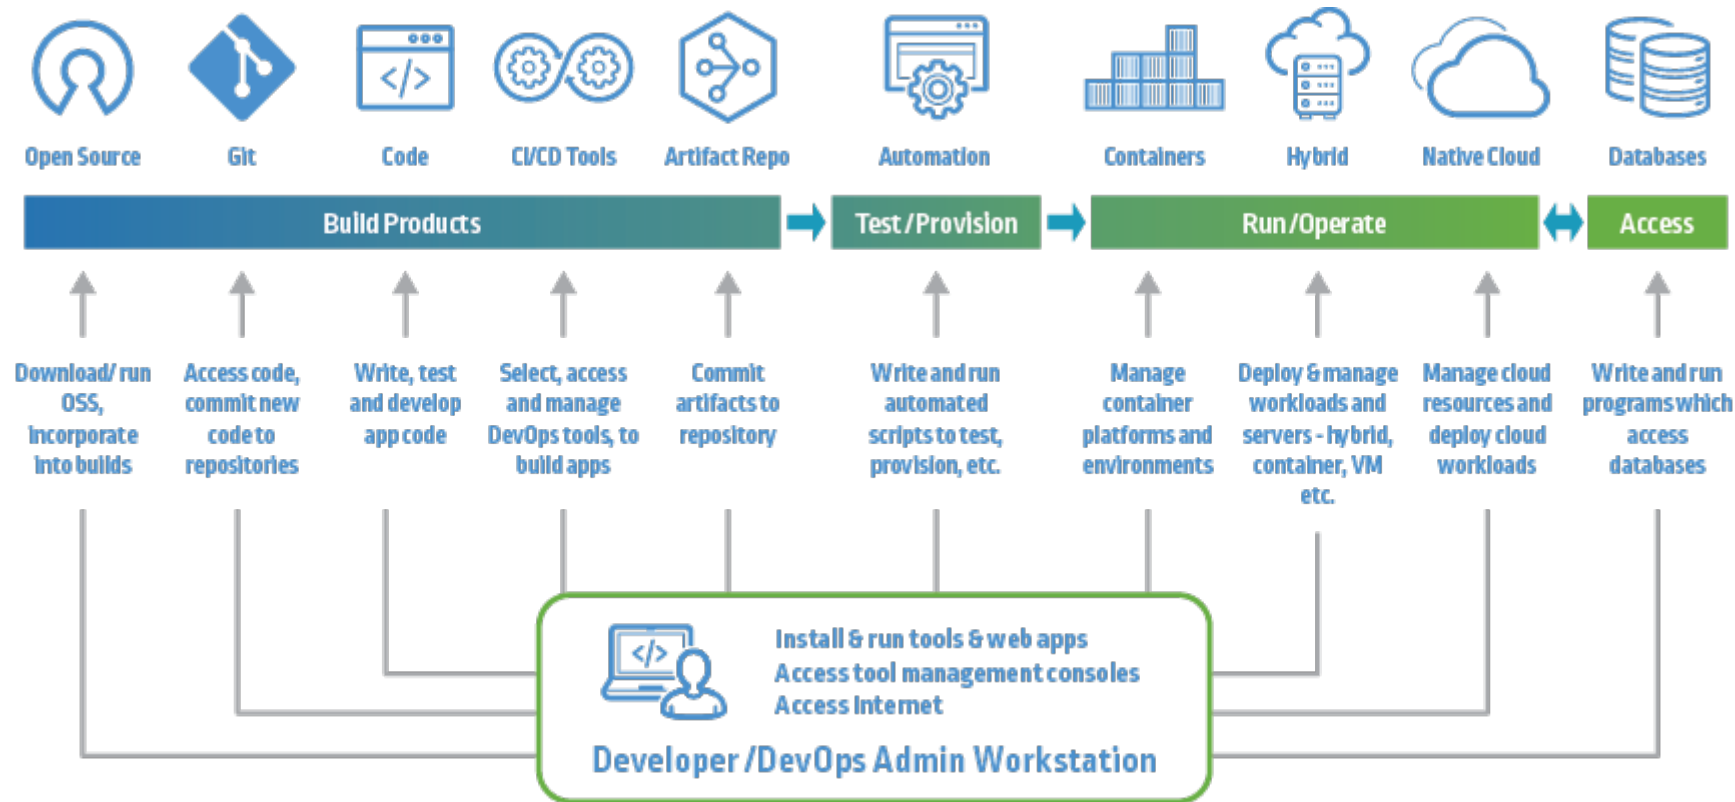 Open Source
Git
Code
</>
CI/CD Tools
Artifact Repo
Automation
Containers
Hybrid
Native Cloud
Databases
Build Products
Test/Provision
Run/Operate
Access
Download/ run
OSS,
incorporate
into builds
Access code,
commit new
code to
repositories
Write, test
and develop
app code
Select, access
and manage
DevOps tools, to
build apps
Commit
artifacts to
repository
Write and run
automated
scripts to test,
provision, etc.
Manage
container
platforms and
environments
Deploy & manage
workloads and
servers - hybrid,
container, VM
etc.
Manage cloud
resources and
deploy cloud
workloads
Write and run
programs which
access
databases
</>
Install & run tools & web apps
Access tool management consoles
Access Internet
Developer/DevOps Admin Workstation